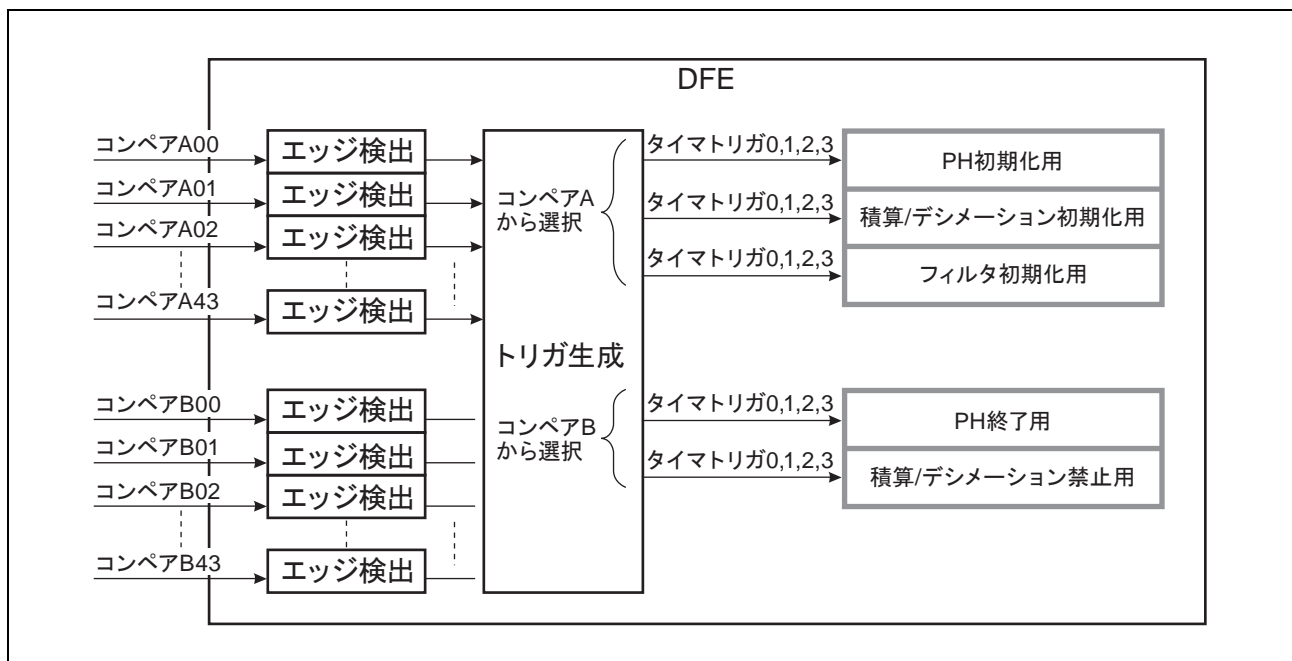 DFE
コンペアA00
エッジ検出
コンペアA01
エッジ検出
コンペアA02
エッジ検出
コンペアA43
エッジ検出
コンペアB00
エッジ検出
コンペアB01
エッジ検出
コンペアB02
エッジ検出
コンペアB43
エッジ検出
コンペアA
から選択
トリガ生成
コンペアB
から選択
タイマトリガ0,1,2,3
PH初期化用
タイマトリガ0,1,2,3
積算/デシメーション初期化用
タイマトリガ0,1,2,3
フィルタ初期化用
タイマトリガ0,1,2,3
PH終了用
タイマトリガ0,1,2,3
積算/デシメーション禁止用